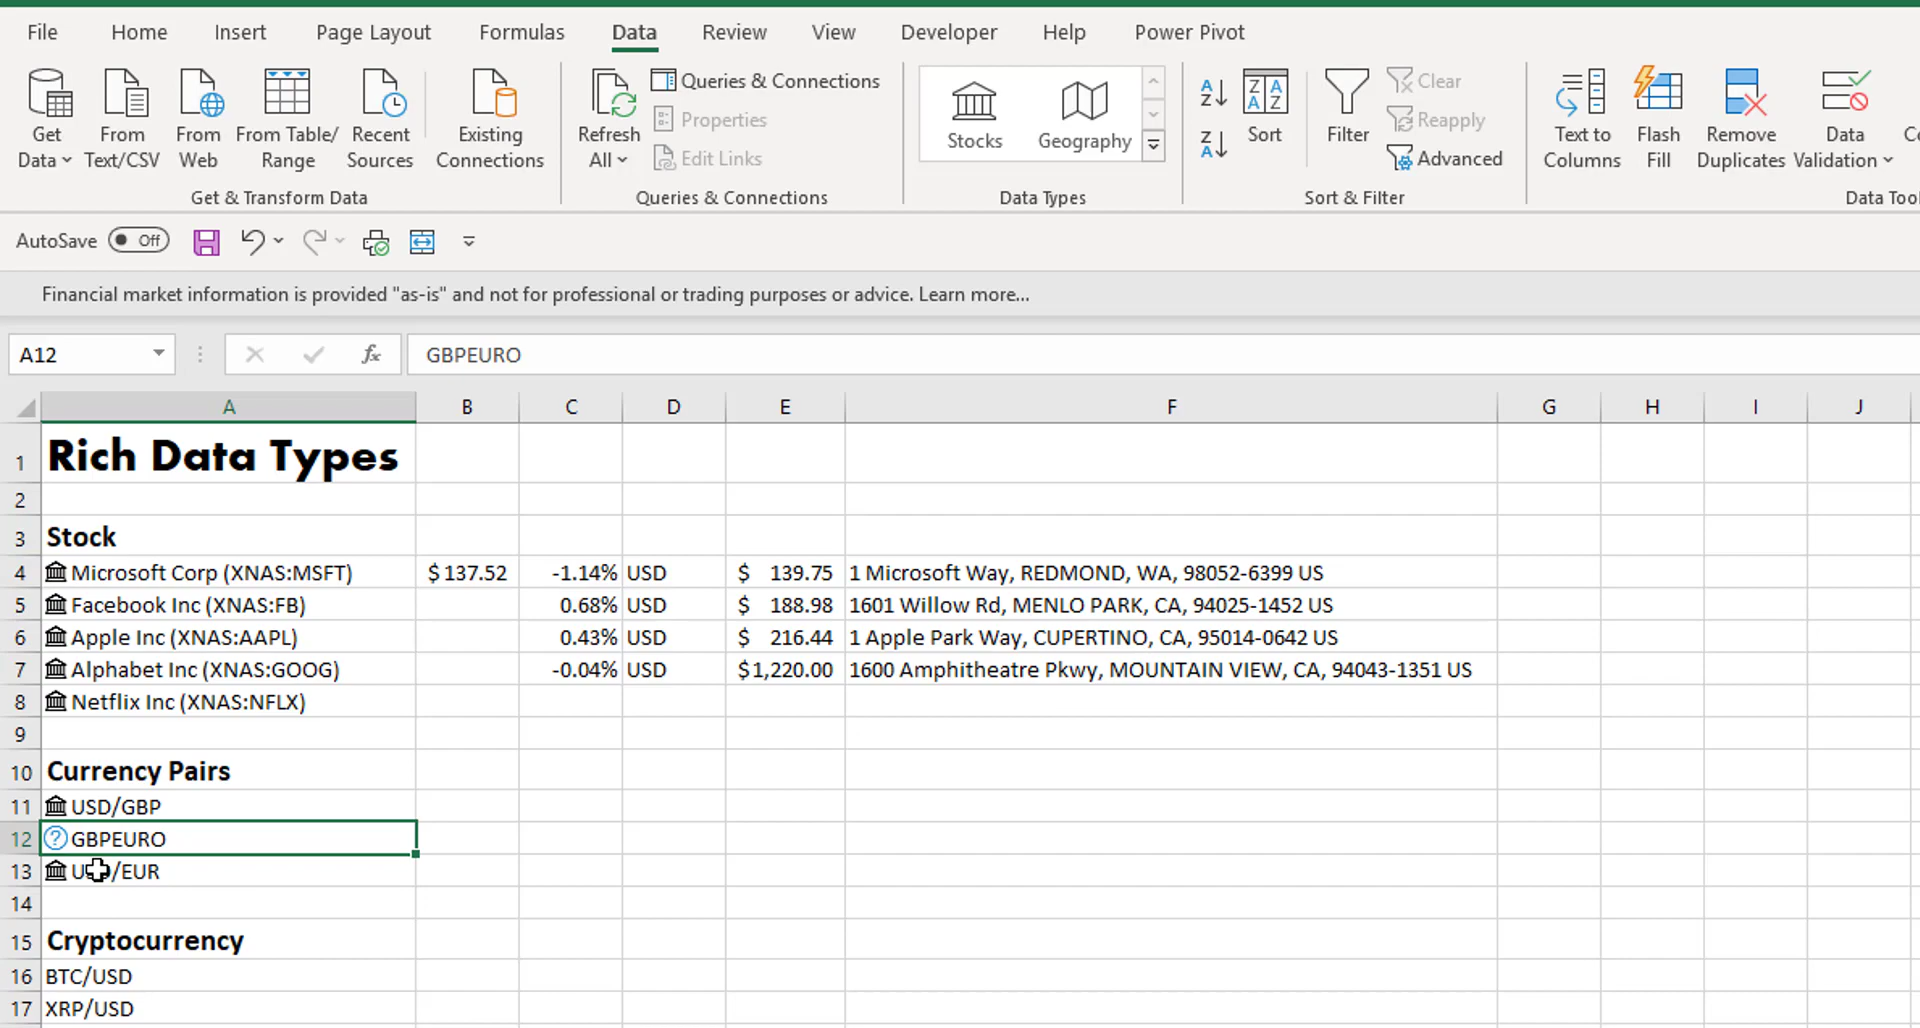 File Home Insert Page Layout Formulas Data Review View Developer Help Power Pivot
Get Data
From Text/CSV
From Web
From Table/ Range
Recent Sources
Existing Connections
Get & Transform Data
Refresh All
Queries & Connections
Properties
Edit Links
Queries & Connections
Stocks
Geography
Data Types
A Z
Z A
Z A A Z
Sort
Filter
Clear
Reapply
Advanced
Sort & Filter
Text to Columns
Flash Fill
Remove Duplicates
Data Validation
Data Tool
AutoSave Off
Financial market information is provided "as-is" and not for professional or trading purposes or advice. Learn more...
A12 fx GBPEURO
A B C D E F G H I J
1 Rich Data Types
2
3 Stock
4 Microsoft Corp (XNAS:MSFT) $ 137.52 -1.14% USD $ 139.75 1 Microsoft Way, REDMOND, WA, 98052-6399 US
5 Facebook Inc (XNAS:FB) 0.68% USD $ 188.98 1601 Willow Rd, MENLO PARK, CA, 94025-1452 US
6 Apple Inc (XNAS:AAPL) 0.43% USD $ 216.44 1 Apple Park Way, CUPERTINO, CA, 95014-0642 US
7 Alphabet Inc (XNAS:GOOG) -0.04% USD $1,220.00 1600 Amphitheatre Pkwy, MOUNTAIN VIEW, CA, 94043-1351 US
8 Netflix Inc (XNAS:NFLX)
9
10 Currency Pairs
11 USD/GBP
12 ? GBPEURO
13 /EUR
14
15 Cryptocurrency
16 BTC/USD
17 XRP/USD